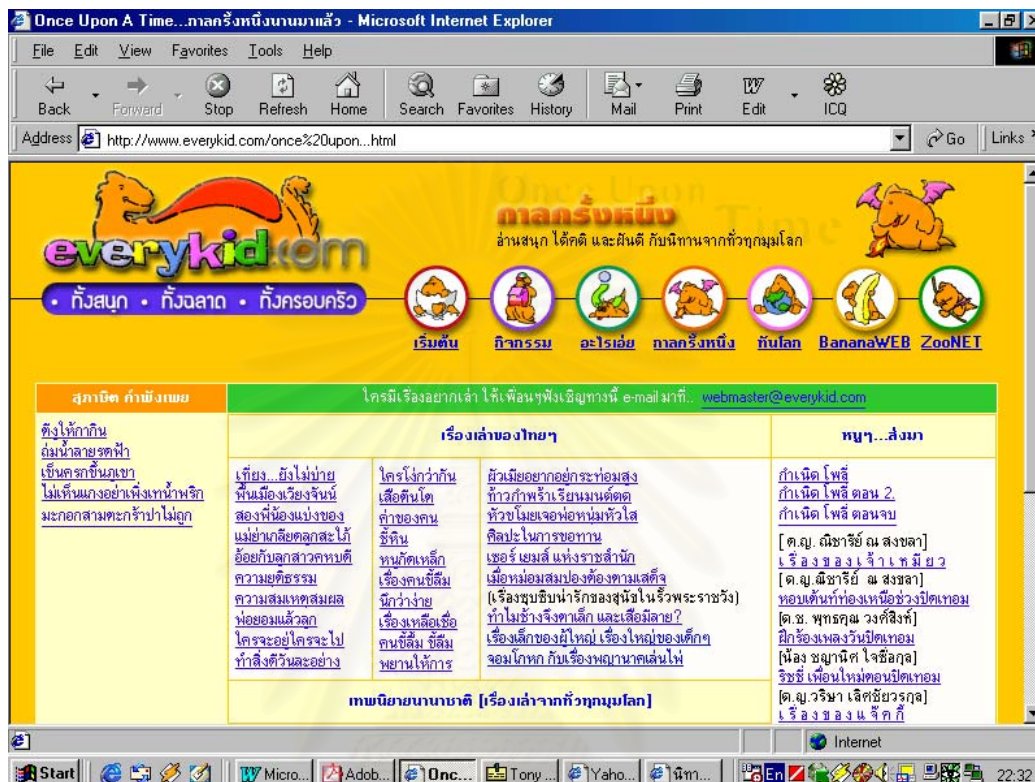 Once Upon A Time...กาลครั้งหนึ่งนานมาแล้ว - Microsoft Internet Explorer
File Edit View Favorites Tools Help
Back Forward Stop Refresh Home Search Favorites History Mail Print Edit ICQ
Address http://www.everykid.com/once%20upon...html Go Links
Once Upon
Time
กาลครั้งหนึ่ง
อ่านสนุก ได้คติ และฝันดี กับนิทานจากทั่วทุกมุมโลก
everykid.com
• ทั้งสนุก • ทั้งฉลาด • ทั้งครอบครัว
เริ่มต้น กิจกรรม อะไรเอ่ย กาลครั้งหนึ่ง ทันโลก BananaWEB ZooNET
สุภาษิต คำพังเพย
ตึงให้กากิน
ถ่มน้ำลายรดฟ้า
เข็นครกขึ้นภูเขา
ไม่เห็นแกงอย่าเพิ่งเทน้ำพริก
มะกอกสามตะกร้าปาไม่ถูก
ใครมีเรื่องอยากเล่า ให้เพื่อนๆฟังเชิญทางนี้ e-mail มาที่.. webmaster@everykid.com
เรื่องเล่าของไทยๆ
เที่ยง...ยังไม่บ่าย
พื้นเมืองเวียงจันน์
สองพี่น้องแบ่งของ
แม่ย่าเกลียดลูกสะใภ้
อ้อยกับลูกสาวคหบดี
ความยุติธรรม
ความสมเหตุสมผล
พ่อยอมแล้วลูก
ใครจะอยู่ใครจะไป
ทำสิ่งดีวันละอย่าง
ใครโง่กว่ากัน
เสือตีนโต
ค่าของคน
ชี้หิน
หนูกัดเหล็ก
เรื่องคนขี้ลืม
นึกว่าง่าย
เรื่องเหลือเชื่อ
คนขี้ลืม ขี้ลืม
พยานให้การ
ผัวเมียอยากอยู่กระท่อมสูง
ท้าวกำพร้าเรียนมนต์ตด
หัวขโมยเจอพ่อหนุ่มหัวใส
ศิลปะในการขอทาน
เซอร์ เยมส์ แห่งราชสำนัก
เมื่อหม่อมสมปองต้องตามเสด็จ
(เรื่องซุบซิบน่ารักของสุนัขในรั้วพระราชวัง)
ทำไมช้างจึงตาเล็ก และเสือมีลาย?
เรื่องเล็กของผู้ใหญ่ เรื่องใหญ่ของเด็กๆ
จอมโกหก กับเรื่องพญานาคเล่นไพ่
เทพนิยายนานาชาติ [เรื่องเล่าจากทั่วทุกมุมโลก]
หนูๆ...ส่งมา
กำเนิด โพลี่
กำเนิด โพลี่ ตอน 2.
กำเนิด โพลี่ ตอนจบ
[ด.ญ. ณิชารีย์ ณ สงขลา]
เรื่องของเจ้าเหมียว
[ด.ญ.ณิชารีย์ ณ สงขลา]
หอบเต้นท์ท่องเหนือช่วงปิดเทอม
[ด.ช. พุทธคุณ วงศ์สิงห์]
ฝึกร้องเพลงวันปิดเทอม
[น้อง ชญานิศ ใจซื่อกุล]
ริชชี่ เพื่อนใหม่ตอนปิดเทอม
[ด.ญ.วริษา เลิศชัยวรกุล]
เรื่องของแจ๊คกี้
Internet
Start Micro... Adob... Onc... Tony ... Yaho... นิทา... En 22:22